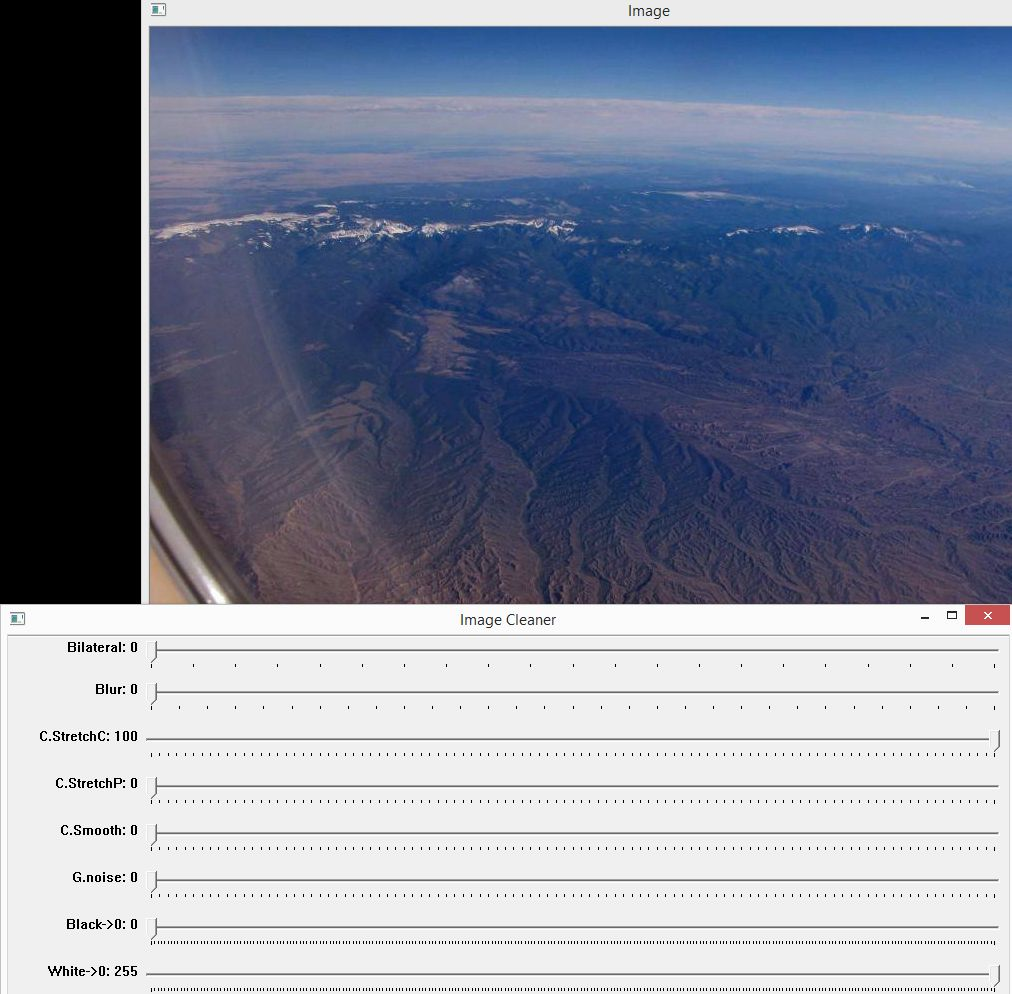 Image
Image Cleaner
Bilateral: 0
Blur: 0
C.StretchC: 100
C.StretchP: 0
C.Smooth: 0
G.noise: 0
Black->0: 0
White->0: 255